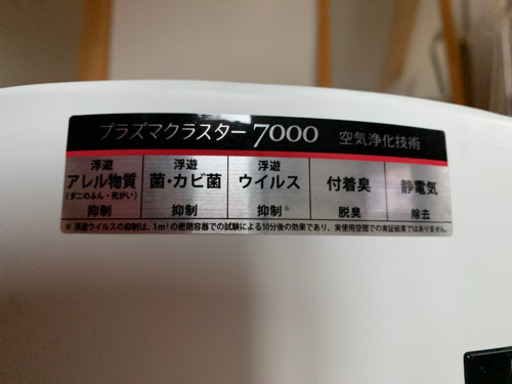 プラズマクラスター 7000 空気浄化技術
浮遊 アレル物質 (ダニのふん・死がい) 抑制
浮遊 菌・カビ菌 抑制
浮遊 ウイルス 抑制※
付着臭 脱臭
静電気 除去
※ 浮遊ウイルスの抑制は、1m³の密閉容器での試験による10分後の効果であり、実使用空間での実証結果ではありません。